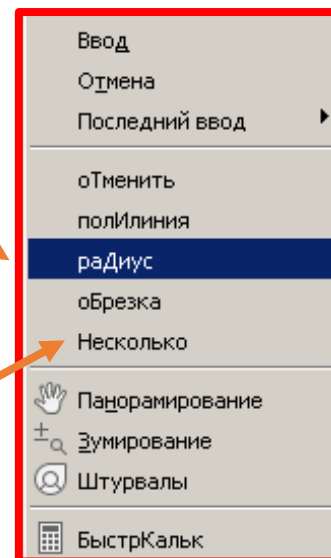 Ввод
Отмена
Последний ввод
оТменить
полИлиния
раДиус
оБрезка
Несколько
Панорамирование
Зумирование
Штурвалы
БыстрКальк